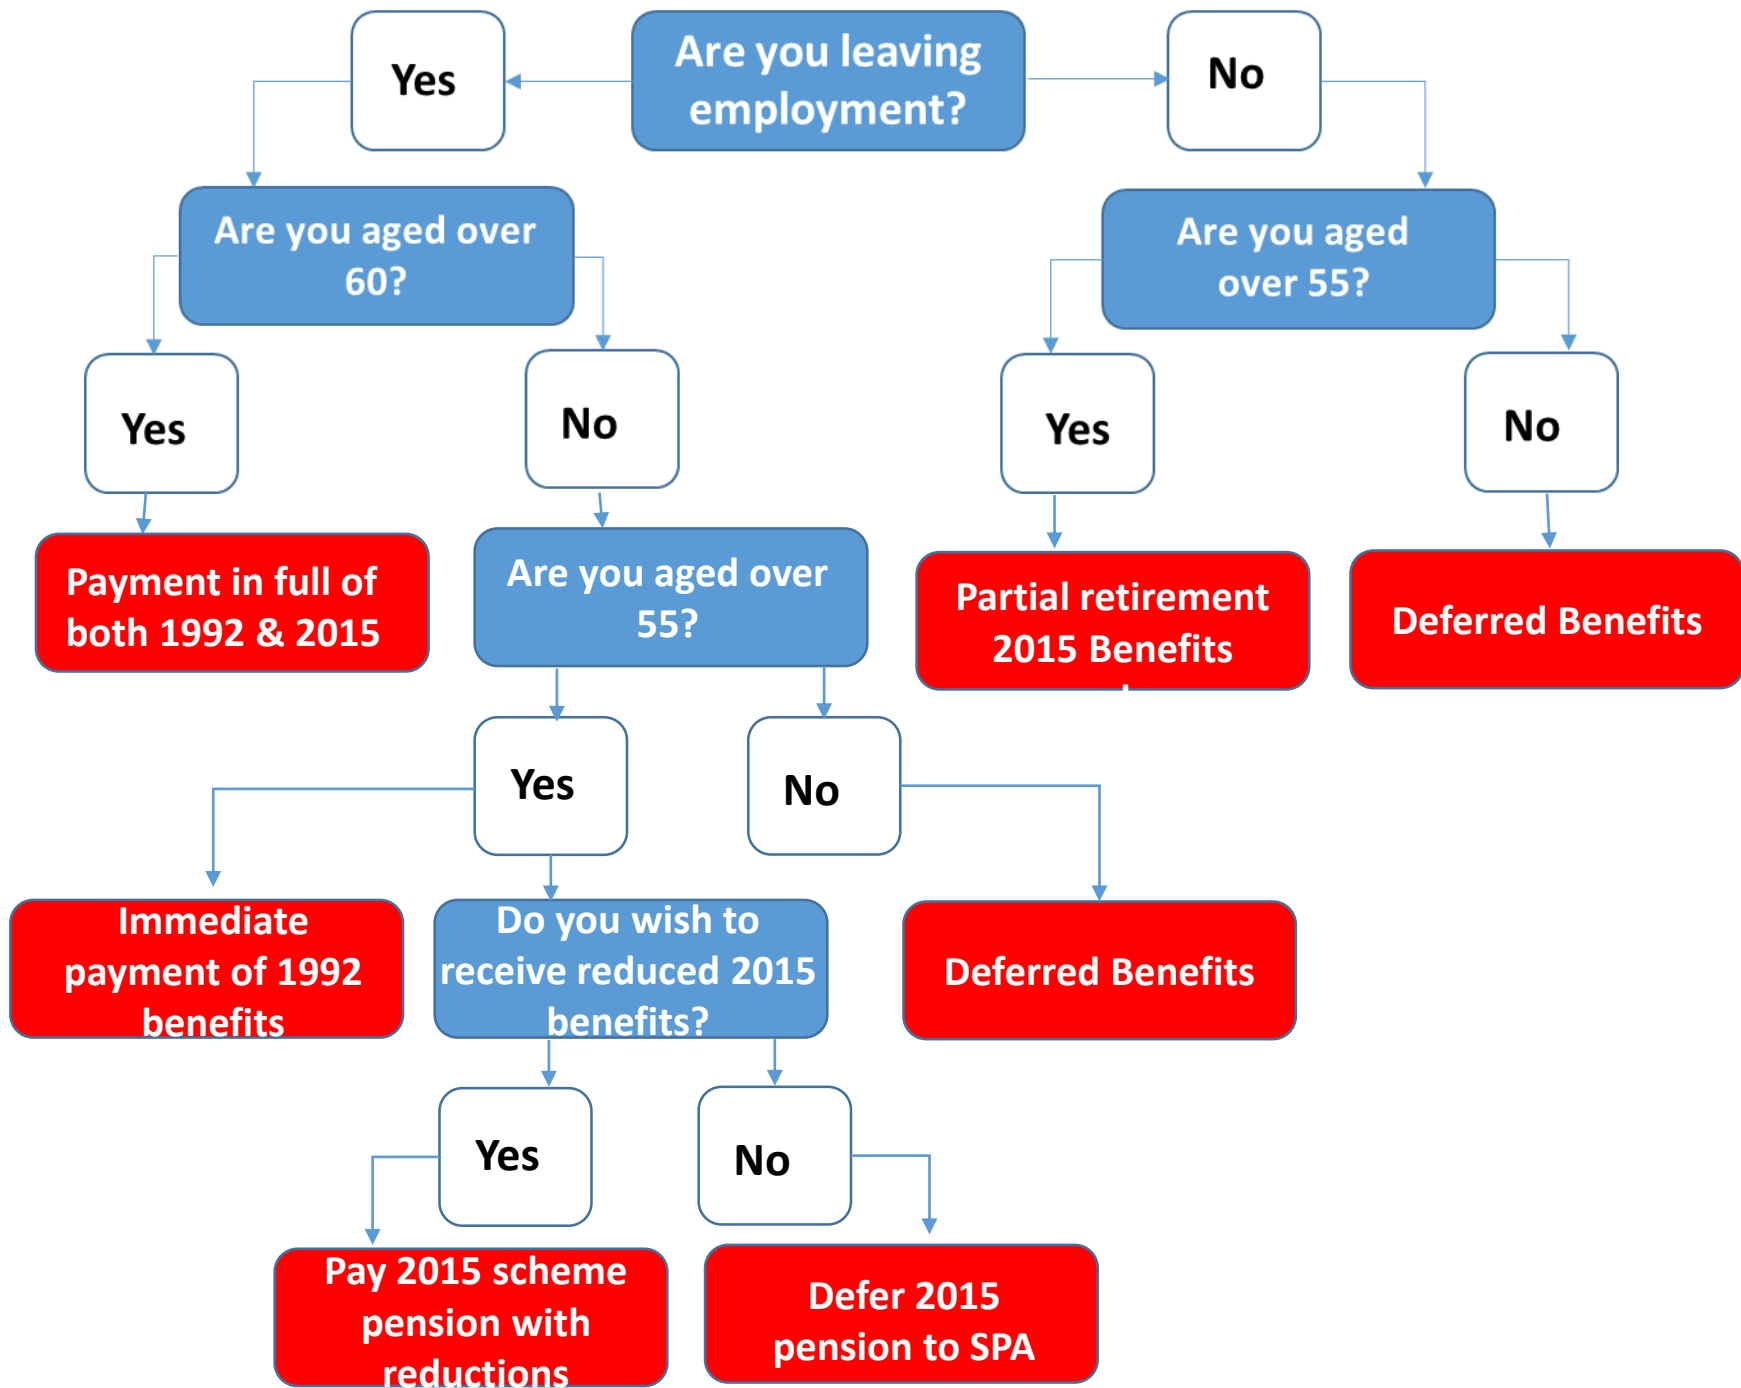 Yes
Are you leaving
employment?
No
Are you aged over
60?
Are you aged
over 55?
Yes
No
Yes
No
Payment in full of
both 1992 & 2015
Are you aged over
55?
Partial retirement
2015 Benefits
Deferred Benefits
Yes
No
Immediate
payment of 1992
benefits
Do you wish to
receive reduced 2015
benefits?
Deferred Benefits
Yes
No
Pay 2015 scheme
pension with
reductions
Defer 2015
pension to SPA